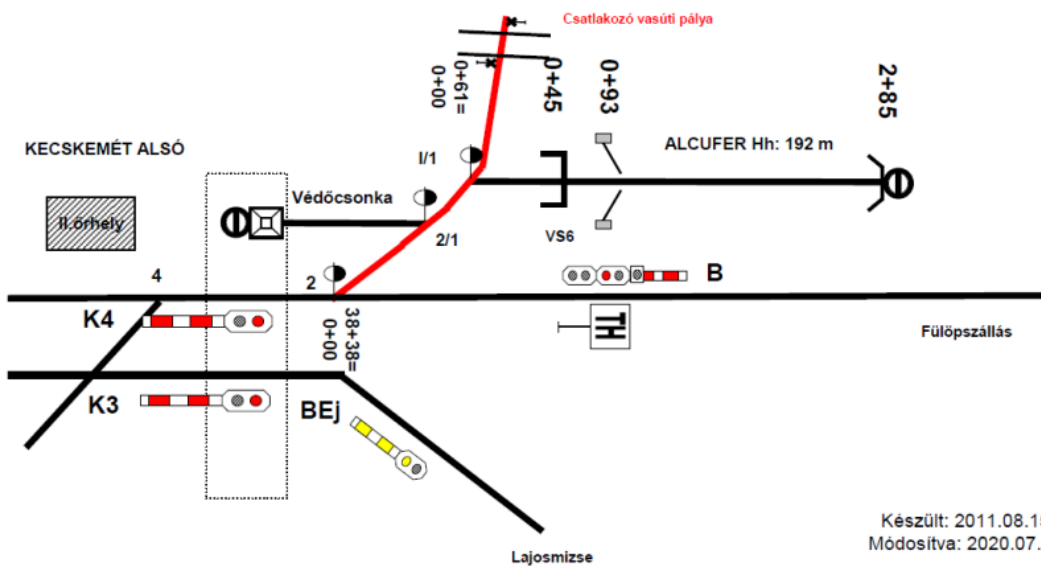 Csatlakozó vasúti pálya
0+61=
0+00
0+45
0+93
2+85
KECSKEMÉT ALSÓ
I/1
ALCUFER Hh: 192 m
Védőcsonka
II.őrhely
2/1
VS6
4
2
B
K4
38+38=
0+00
TH
Fülöpszállás
K3
BEj
Készült: 2011.08.15
Módosítva: 2020.07.
Lajosmizse